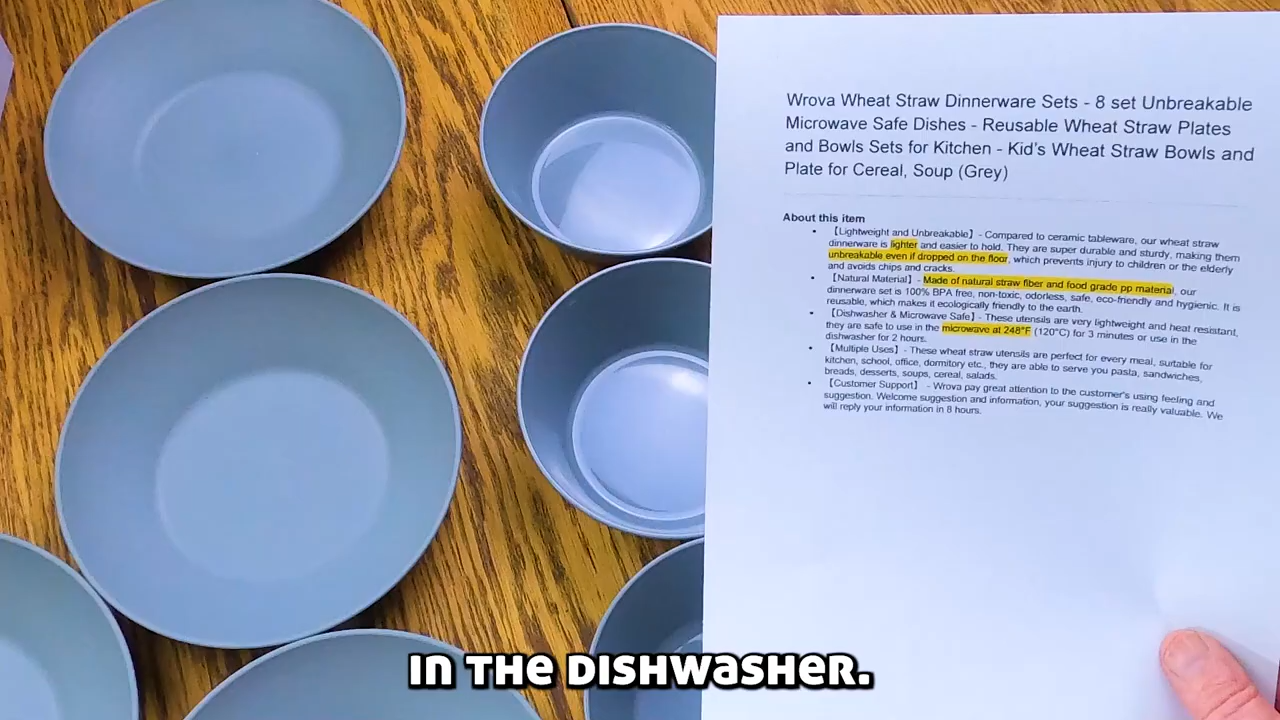 Wrova Wheat Straw Dinnerware Sets - 8 set Unbreakable
Microwave Safe Dishes - Reusable Wheat Straw Plates
and Bowls Sets for Kitchen - Kid's Wheat Straw Bowls and
Plate for Cereal, Soup (Grey)
About this item
• 【Lightweight and Unbreakable】 - Compared to ceramic tableware, our wheat straw
dinnerware is lighter and easier to hold. They are super durable and sturdy, making them
unbreakable even if dropped on the floor, which prevents injury to children or the elderly
and avoids chips and cracks.
• 【Natural Material】 - Made of natural straw fiber and food grade pp material, our
dinnerware set is 100% BPA free, non-toxic, odorless, safe, eco-friendly and hygienic. It is
reusable, which makes it ecologically friendly to the earth.
• 【Dishwasher & Microwave Safe】 - These utensils are very lightweight and heat resistant,
they are safe to use in the microwave at 248°F (120°C) for 3 minutes or use in the
dishwasher for 2 hours.
• 【Multiple Uses】 - These wheat straw utensils are perfect for every meal, suitable for
kitchen, school, office, dormitory etc., they are able to serve you pasta, sandwiches,
breads, desserts, soups, cereal, salads.
• 【Customer Support】 - Wrova pay great attention to the customer's using feeling and
suggestion. Welcome suggestion and information, your suggestion is really valuable. We
will reply your information in 8 hours.
IN THE DISHWASHER.